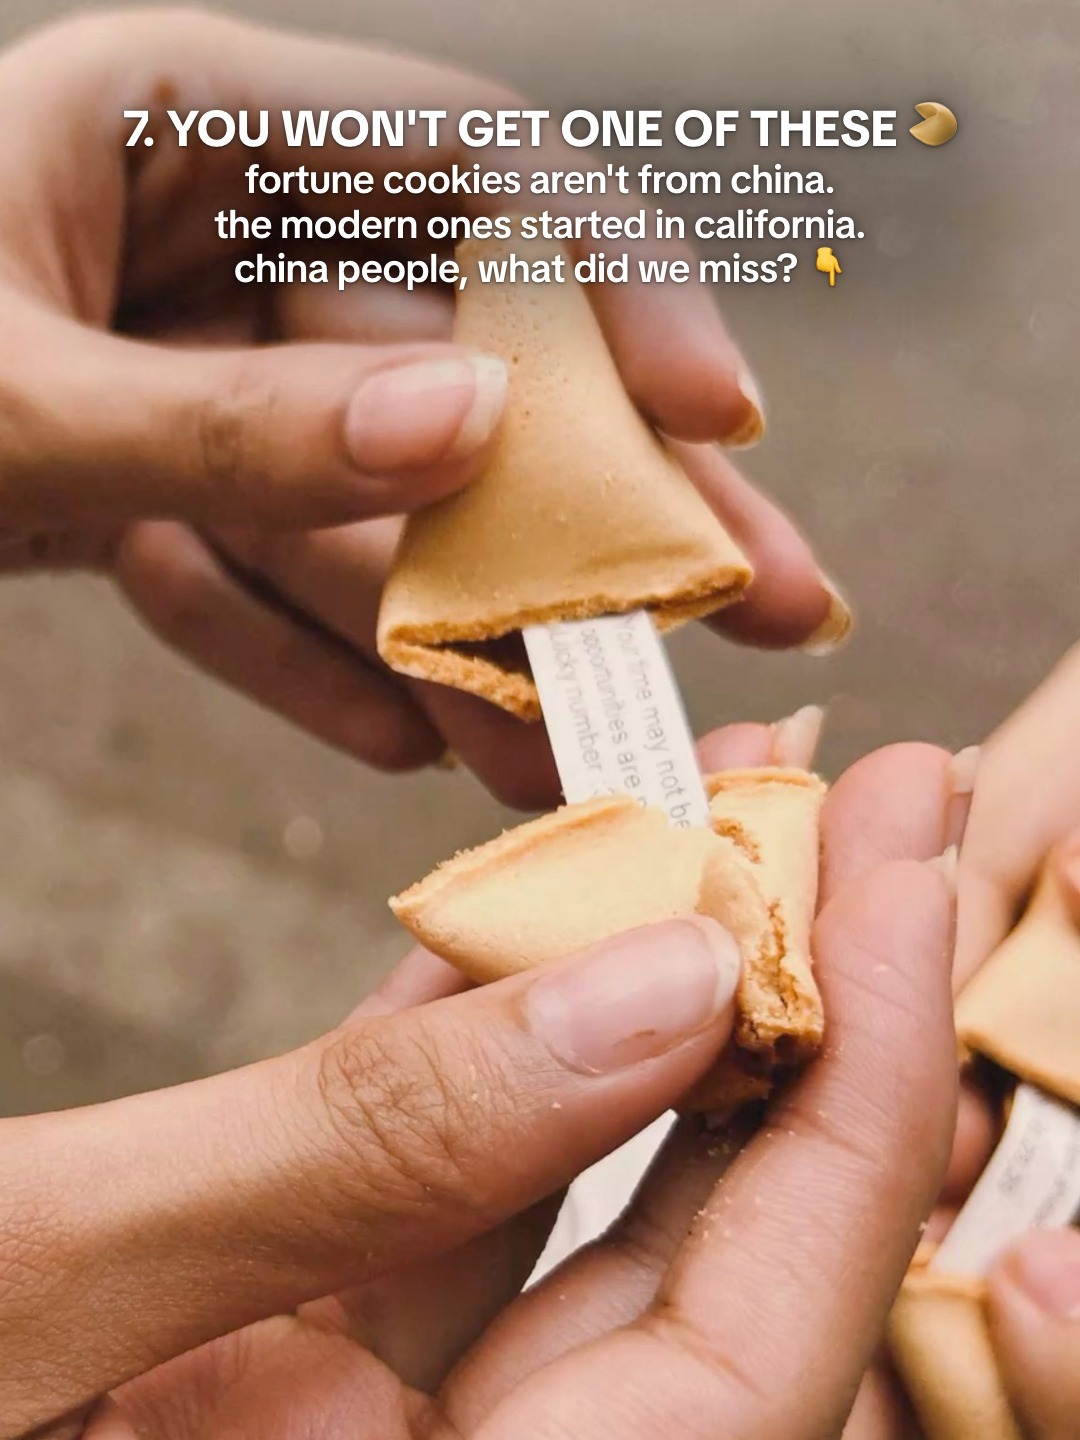 7. YOU WON'T GET ONE OF THESE 🥠
fortune cookies aren't from china.
the modern ones started in california.
china people, what did we miss? 👇
Your time may not be
opportunities are
Lucky number